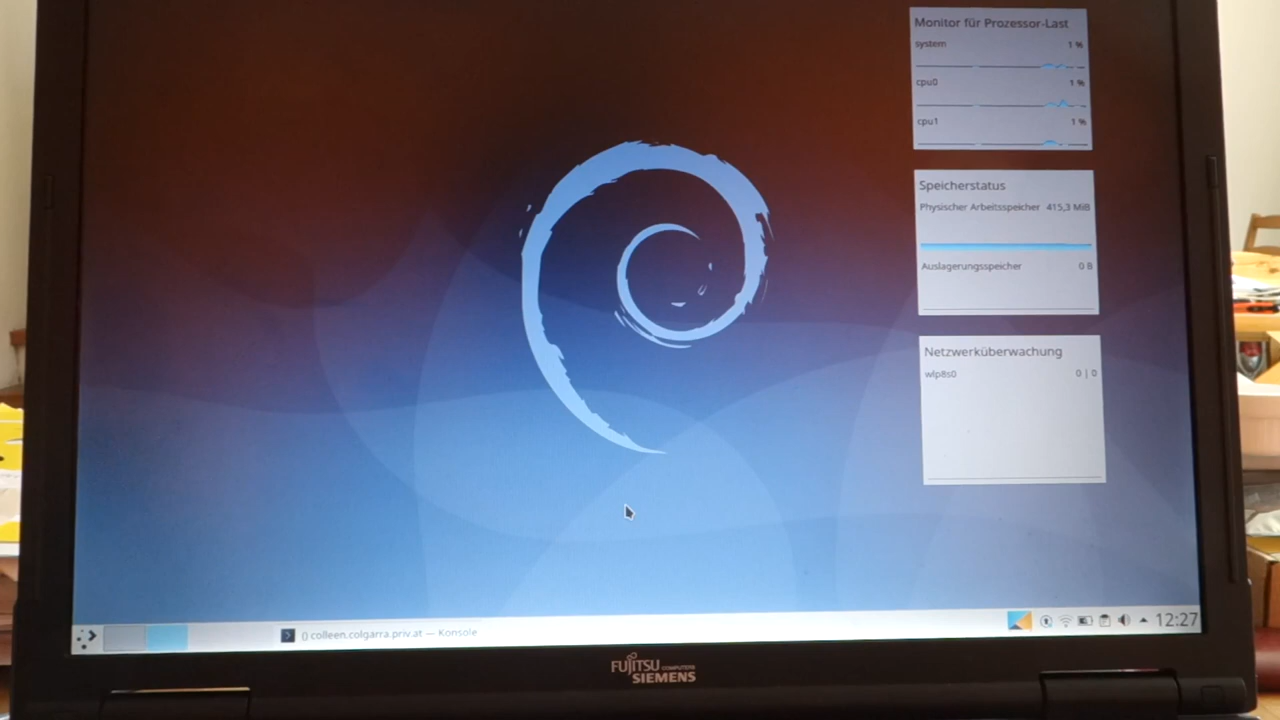 Monitor für Prozessor-Last
system 1 %
cpu0 1 %
cpu1 1 %
Speicherstatus
Physischer Arbeitsspeicher 415,3 MiB
Auslagerungsspeicher 0 B
Netzwerküberwachung
wlp8s0 0 | 0
() colleen.colgarra.priv.at — Konsole
12:27
FUJITSU COMPUTERS
SIEMENS